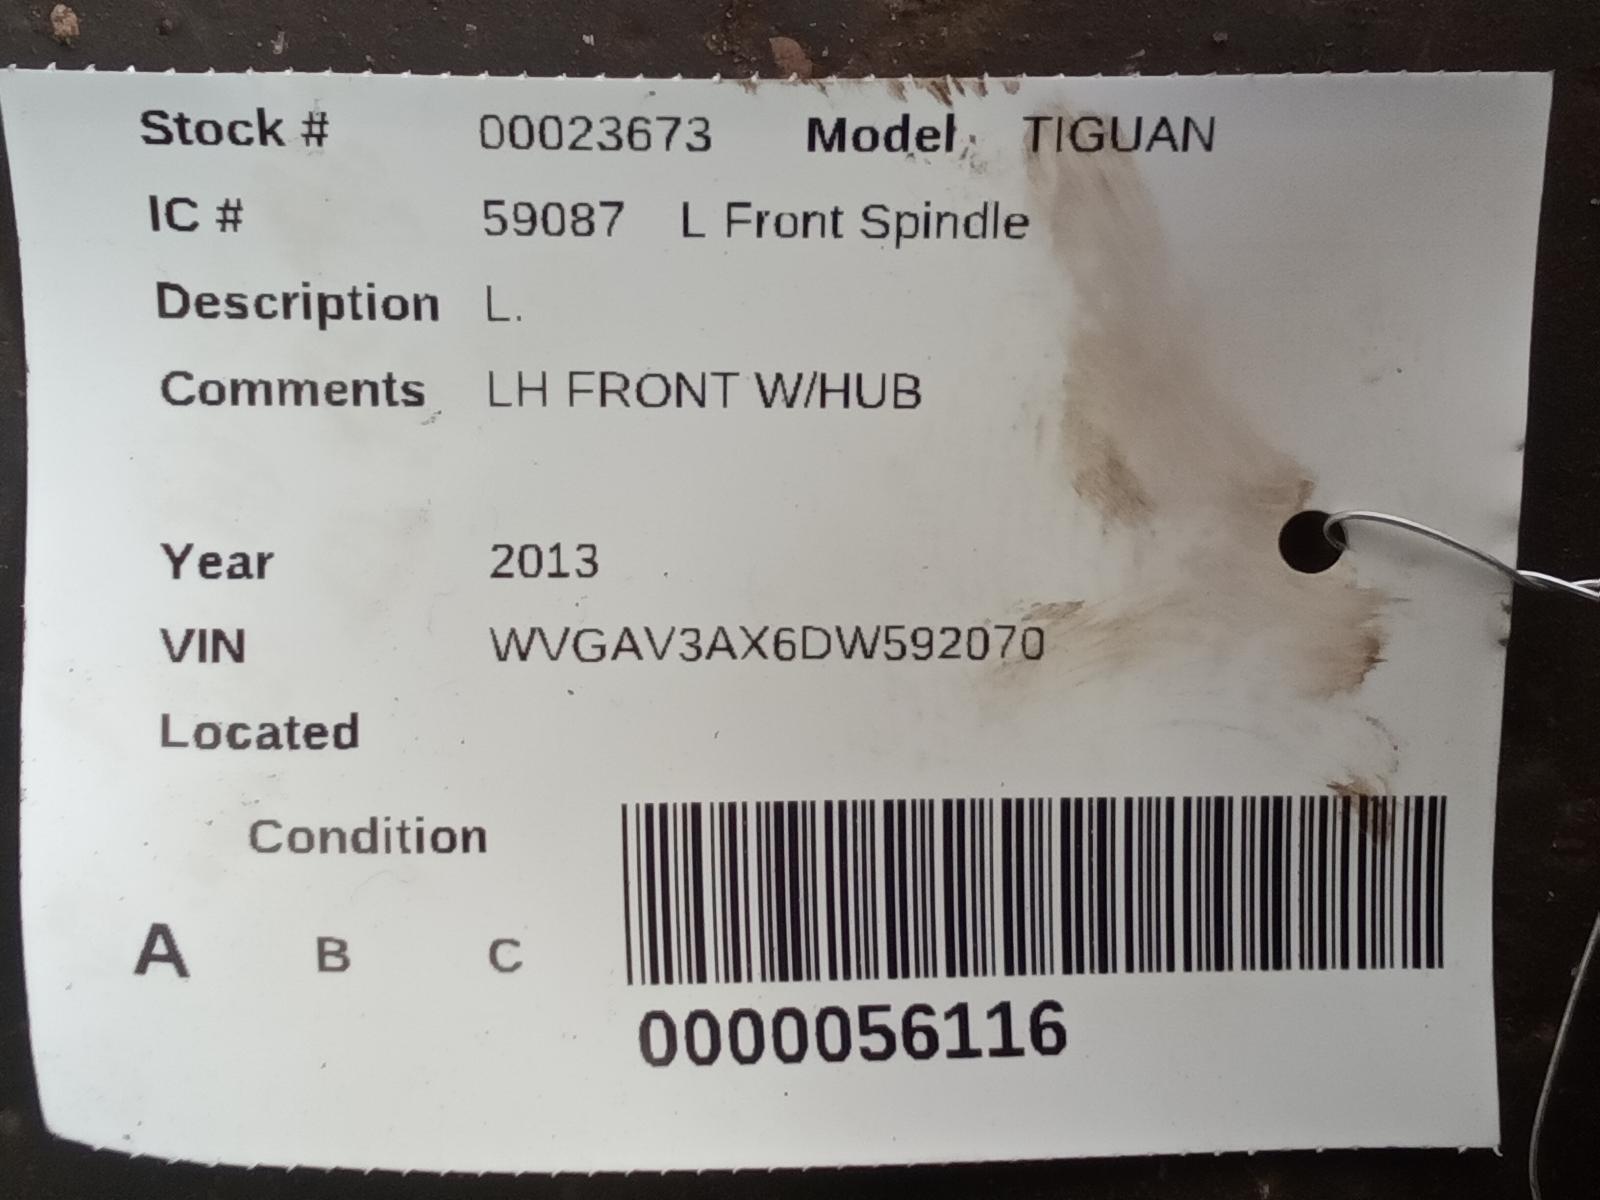 Stock # 00023673 Model TIGUAN
IC # 59087 L Front Spindle
Description L.
Comments LH FRONT W/HUB
Year 2013
VIN WVGAV3AX6DW592070
Located
Condition
A B C
0000056116